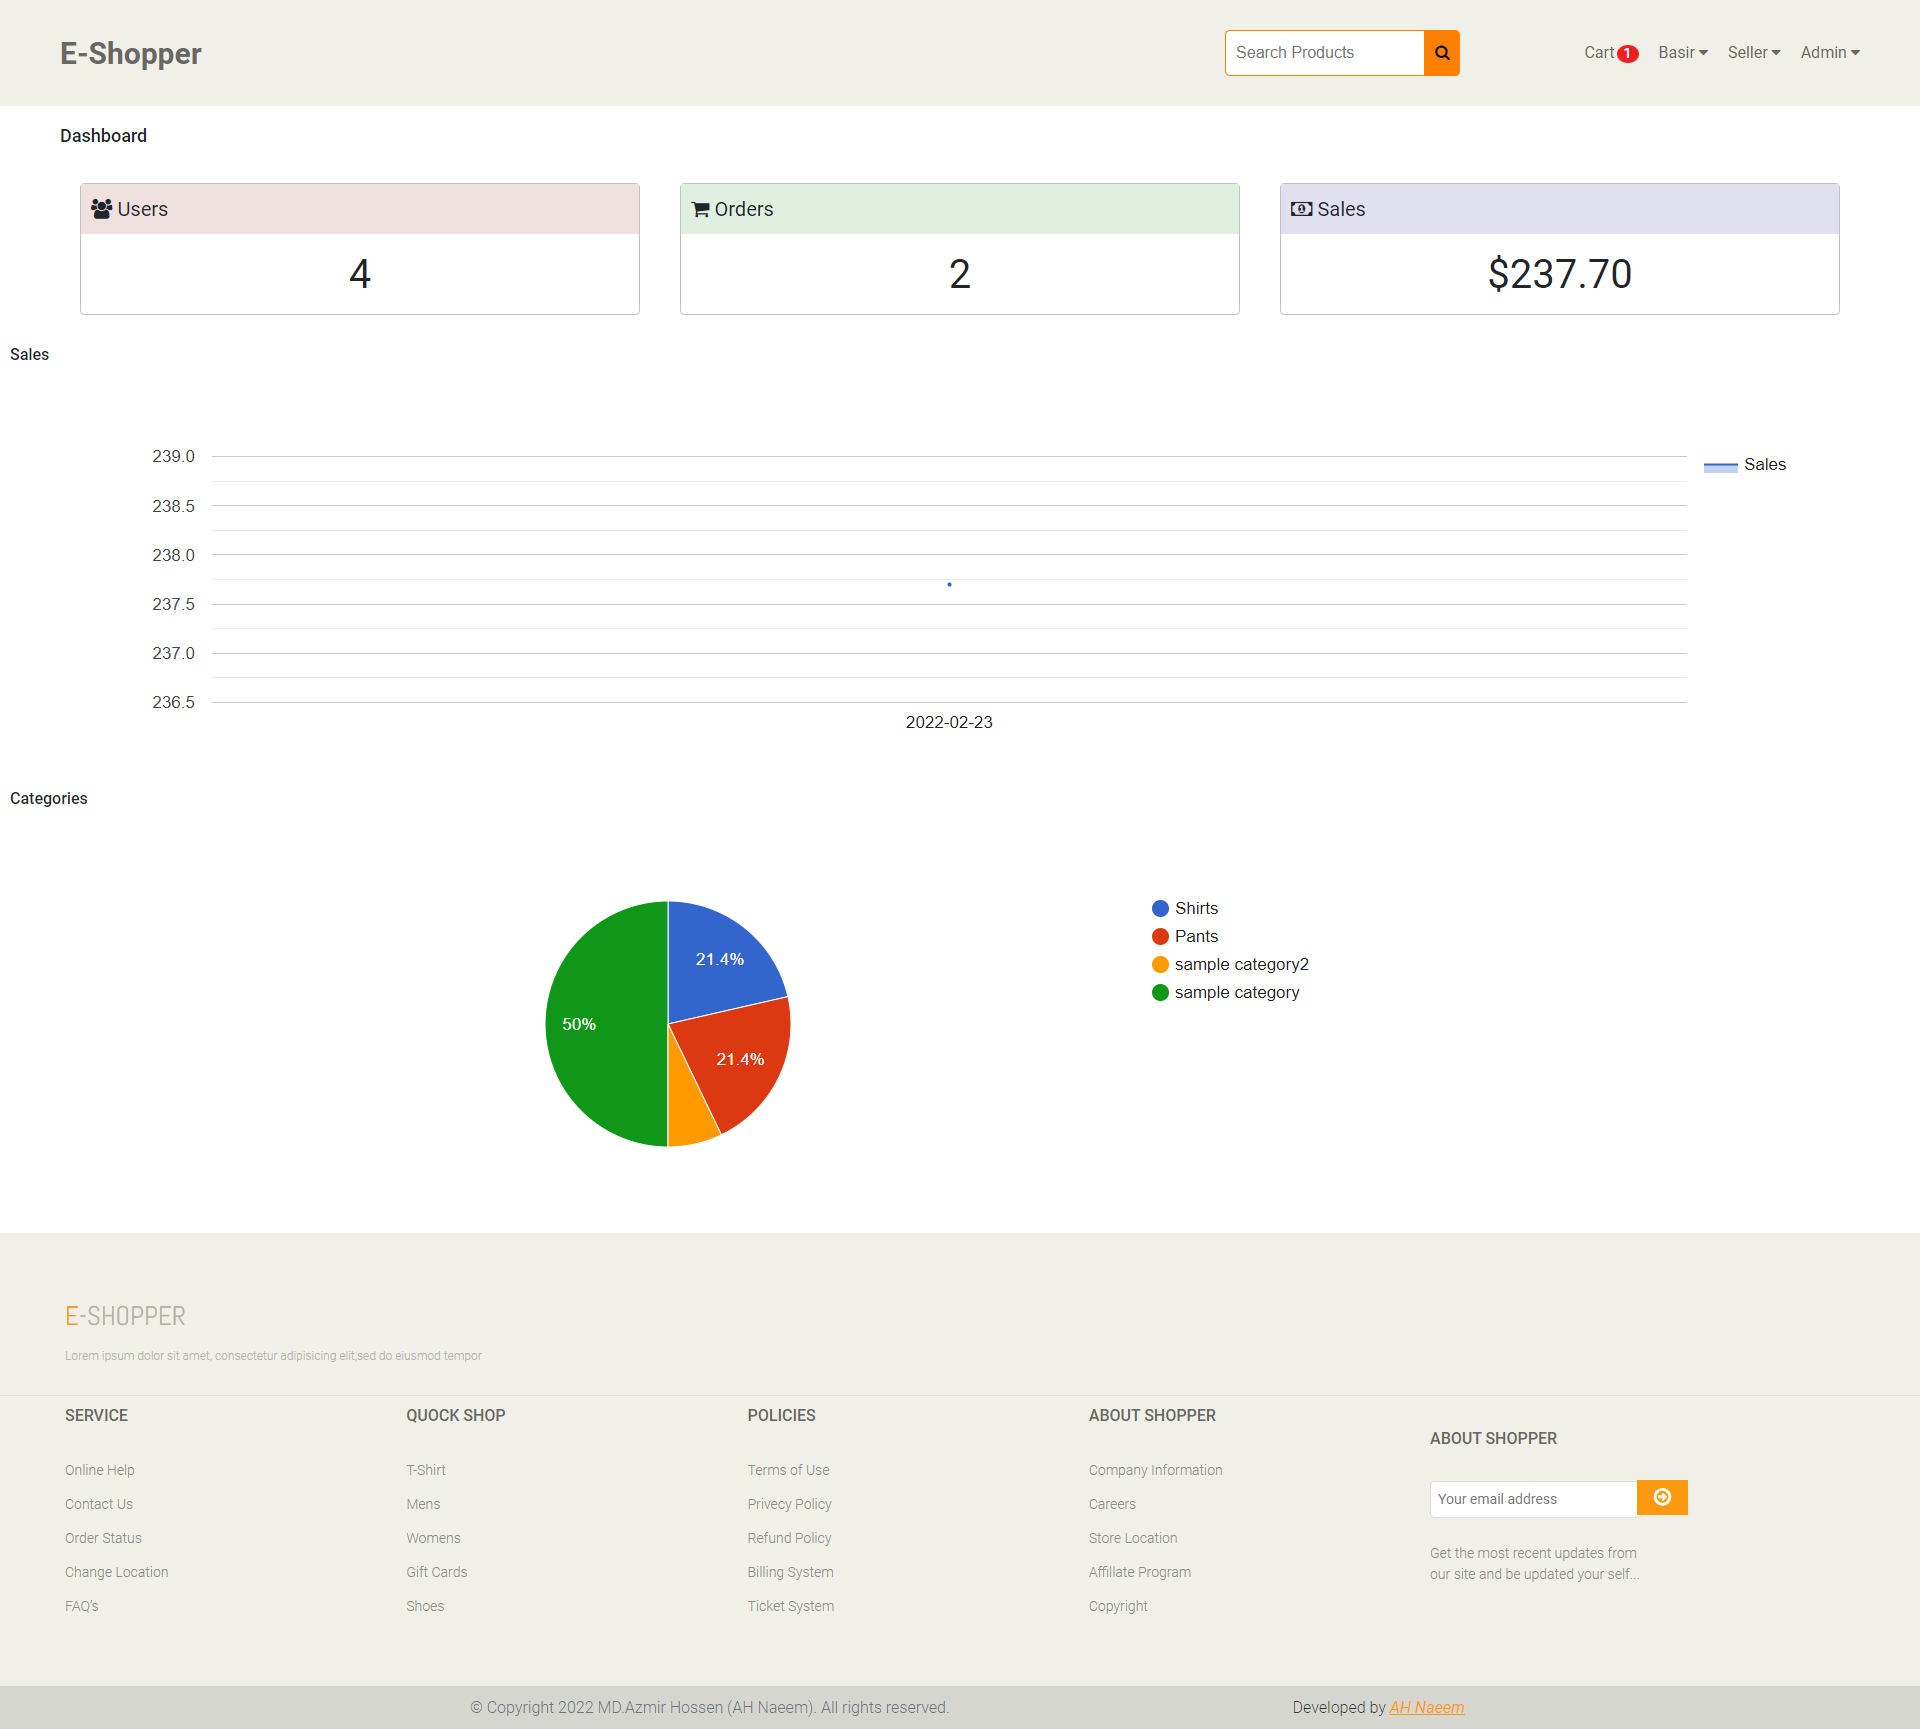 E-Shopper
Search Products
Cart 1
Basir
Seller
Admin
Dashboard
Users
4
Orders
2
Sales
$237.70
Sales
239.0
238.5
238.0
237.5
237.0
236.5
2022-02-23
Sales
Categories
21.4%
21.4%
50%
Shirts
Pants
sample category2
sample category
E-SHOPPER
Lorem ipsum dolor sit amet, consectetur adipisicing elit,sed do eiusmod tempor
SERVICE
Online Help
Contact Us
Order Status
Change Location
FAQ's
QUOCK SHOP
T-Shirt
Mens
Womens
Gift Cards
Shoes
POLICIES
Terms of Use
Privecy Policy
Refund Policy
Billing System
Ticket System
ABOUT SHOPPER
Company Information
Careers
Store Location
Affillate Program
Copyright
ABOUT SHOPPER
Your email address
Get the most recent updates from
our site and be updated your self...
© Copyright 2022 MD.Azmir Hossen (AH Naeem). All rights reserved.
Developed by AH Naeem